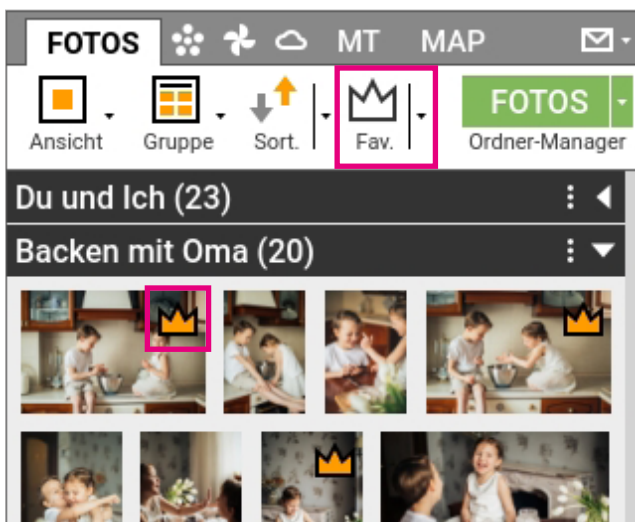 FOTOS MT MAP
Ansicht Gruppe Sort. Fav. FOTOS
Ordner-Manager
Du und Ich (23)
Backen mit Oma (20)